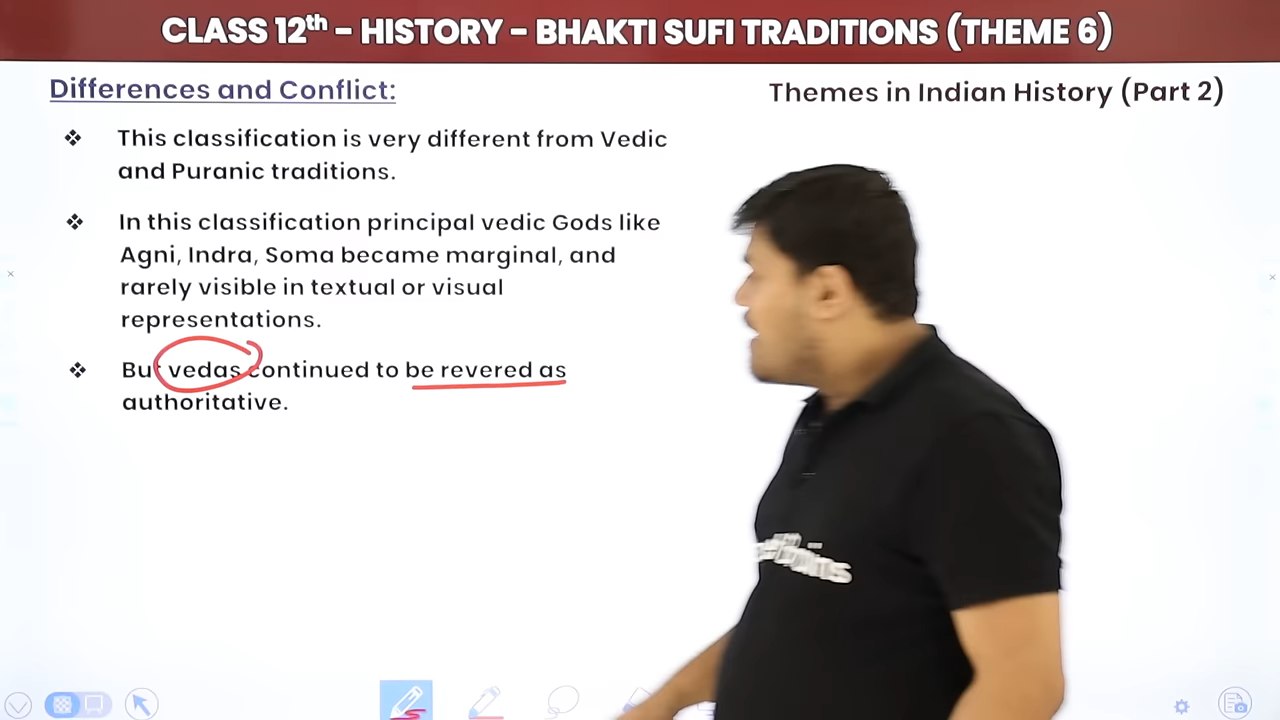 CLASS 12th - HISTORY - BHAKTI SUFI TRADITIONS (THEME 6)
Differences and Conflict:
Themes in Indian History (Part 2)
❖ This classification is very different from Vedic
and Puranic traditions.
❖ In this classification principal vedic Gods like
Agni, Indra, Soma became marginal, and
rarely visible in textual or visual
representations.
❖ But vedas continued to be revered as
authoritative.